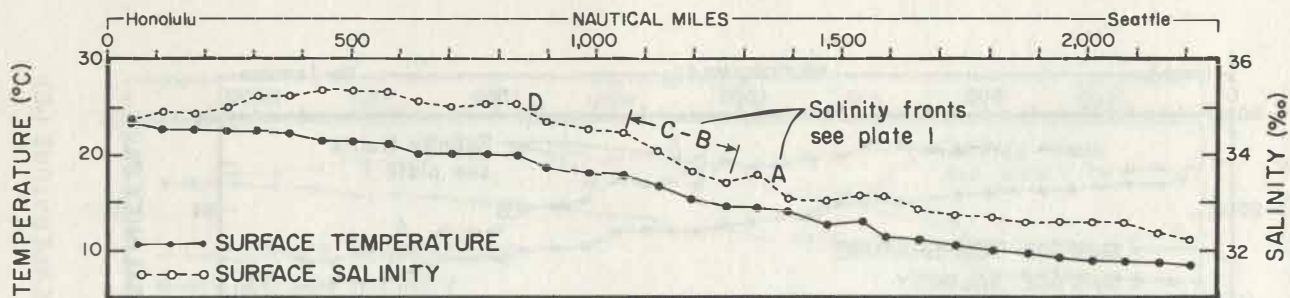 Honolulu NAUTICAL MILES Seattle
0 500 1,000 1,500 2,000
TEMPERATURE (°C)
30
20
10
36
34
32
SALINITY (‰)
D
C-B
A
Salinity fronts
see plate 1
SURFACE TEMPERATURE
SURFACE SALINITY